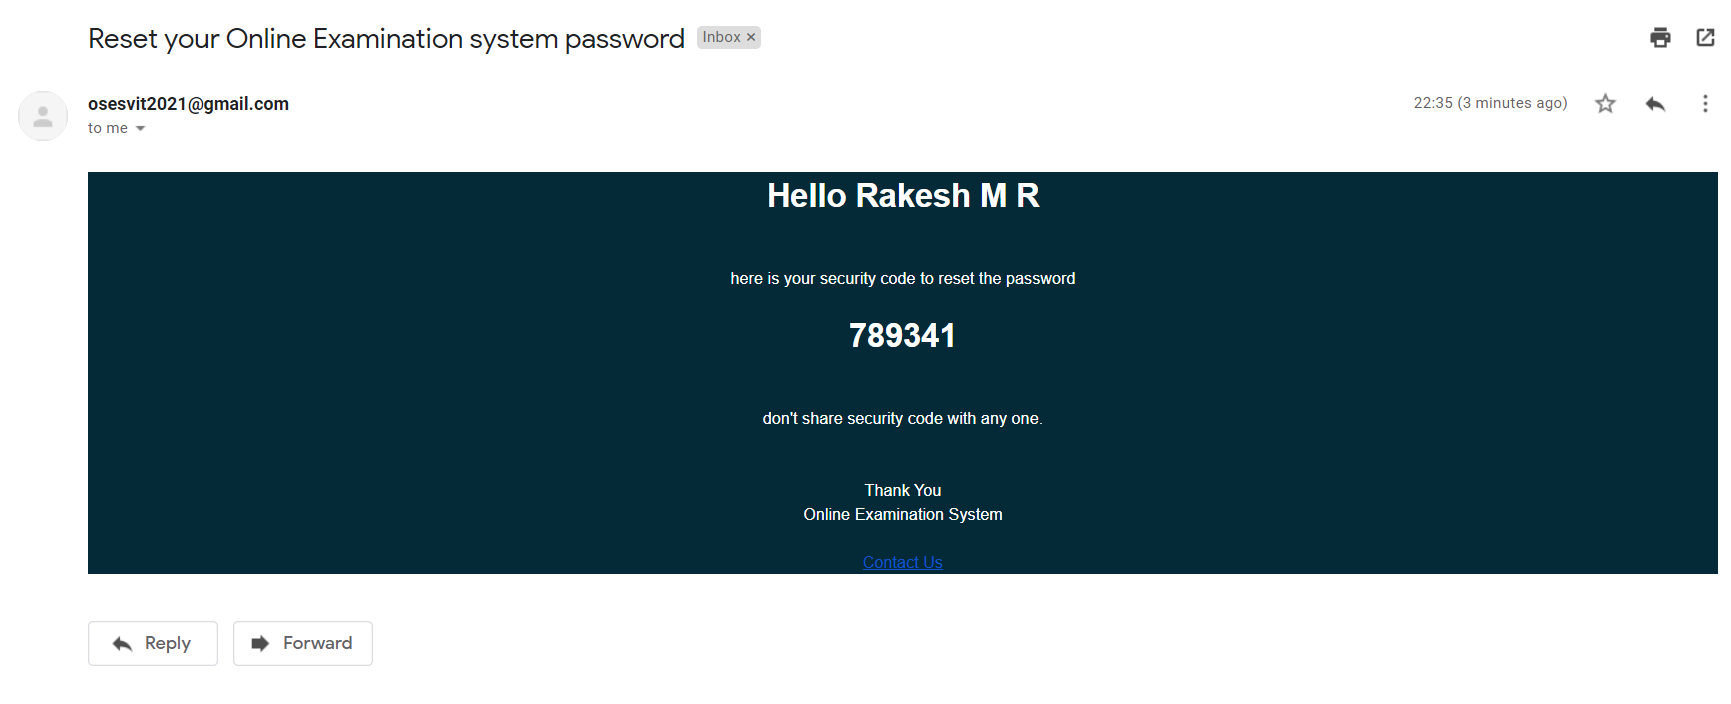 Reset your Online Examination system password Inbox ×
osesvit2021@gmail.com 22:35 (3 minutes ago)
to me
Hello Rakesh M R
here is your security code to reset the password
789341
don't share security code with any one.
Thank You
Online Examination System
Contact Us
Reply Forward